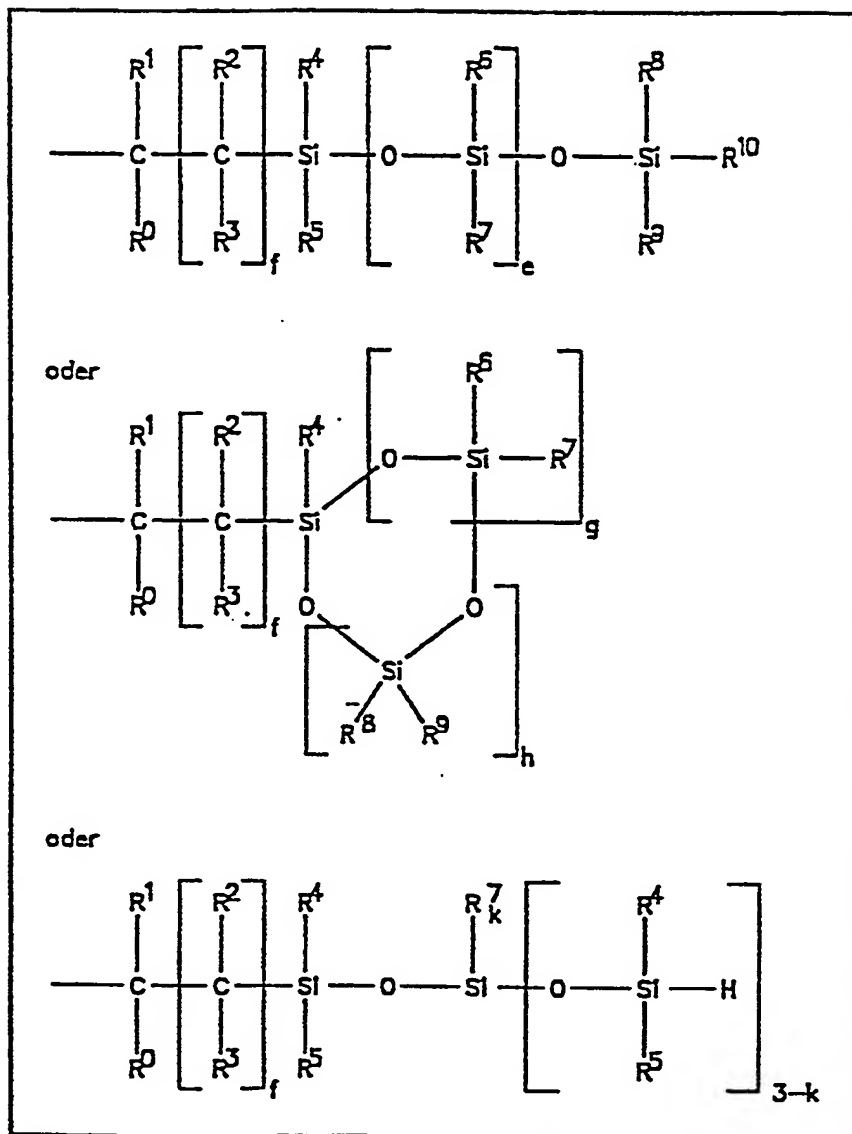 R¹ R² R⁴ R⁶ R⁸
C C Si O Si O Si R¹⁰
R⁰ R³ R⁵ R⁷ R⁹
f e
oder
R⁶
R¹ R² R⁴ O Si R⁷
C C Si g
R⁰ R³ O O
f
Si
R⁸ R⁹
h
oder
R¹ R² R⁴ R⁷k R⁴
C C Si O Si O Si H
R⁰ R³ R⁵ R⁵
f 3-k